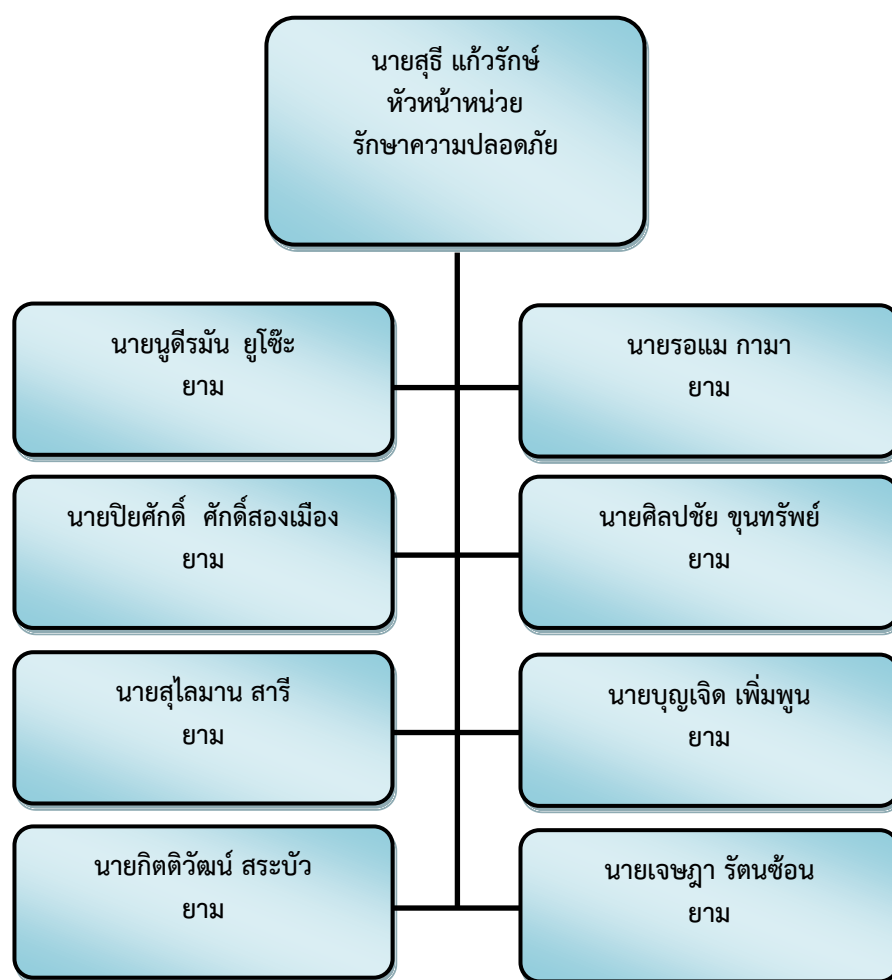 นายสุธี แก้วรักษ์
หัวหน้าหน่วย
รักษาความปลอดภัย
นายนูดีรมัน ยูโซ๊ะ
ยาม
นายรอแม กามา
ยาม
นายปิยศักดิ์ ศักดิ์สองเมือง
ยาม
นายศิลปชัย ขุนทรัพย์
ยาม
นายสุไลมาน สารี
ยาม
นายบุญเจิด เพิ่มพูน
ยาม
นายกิตติวัฒน์ สระบัว
ยาม
นายเจษฎา รัตนซ้อน
ยาม